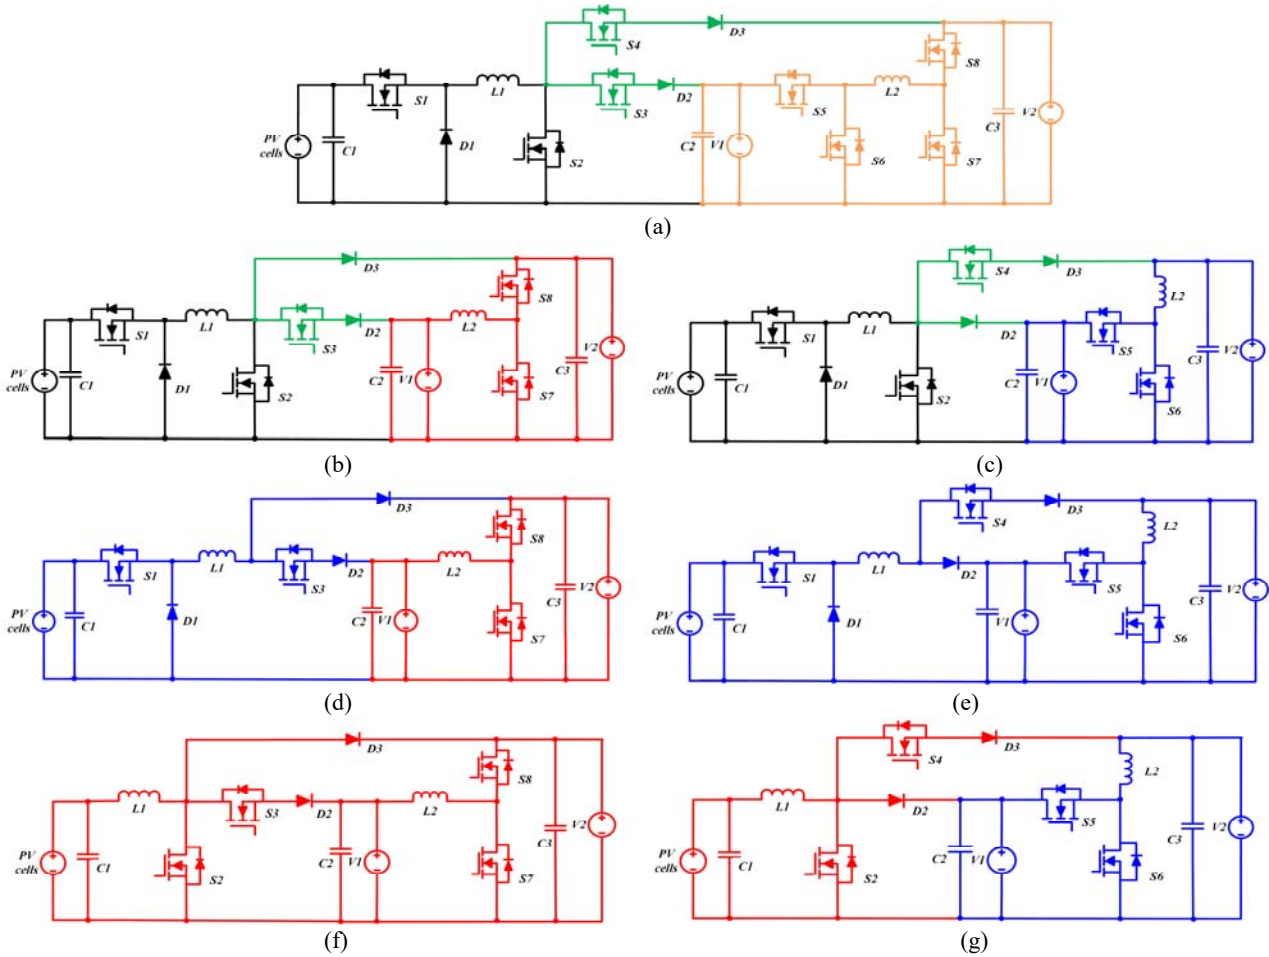 S4
D3
S8
S1
L1
S3
D2
S5
L2
C3
V2
PV
cells
C1
D1
S2
C2
V1
S6
S7
(a)
D3
S8
S1
L1
S3
D2
L2
V2
C3
PV
cells
C1
D1
S2
C2
V1
S7
(b)
S4
D3
L2
S1
L1
D2
S5
V2
C3
PV
cells
C1
D1
S2
C2
V1
S6
(c)
D3
S8
S1
L1
S3
D2
L2
V2
C3
PV
cells
C1
D1
C2
V1
S7
(d)
S4
D3
L2
S1
L1
D2
S5
V2
C3
PV
cells
C1
D1
V1
S6
(e)
D3
S8
L1
S3
D2
L2
C3
V2
PV
cells
C1
S2
C2
V1
S7
(f)
S4
D3
L2
L1
D2
S5
C3
V2
PV
cells
C1
S2
C2
V1
S6
(g)